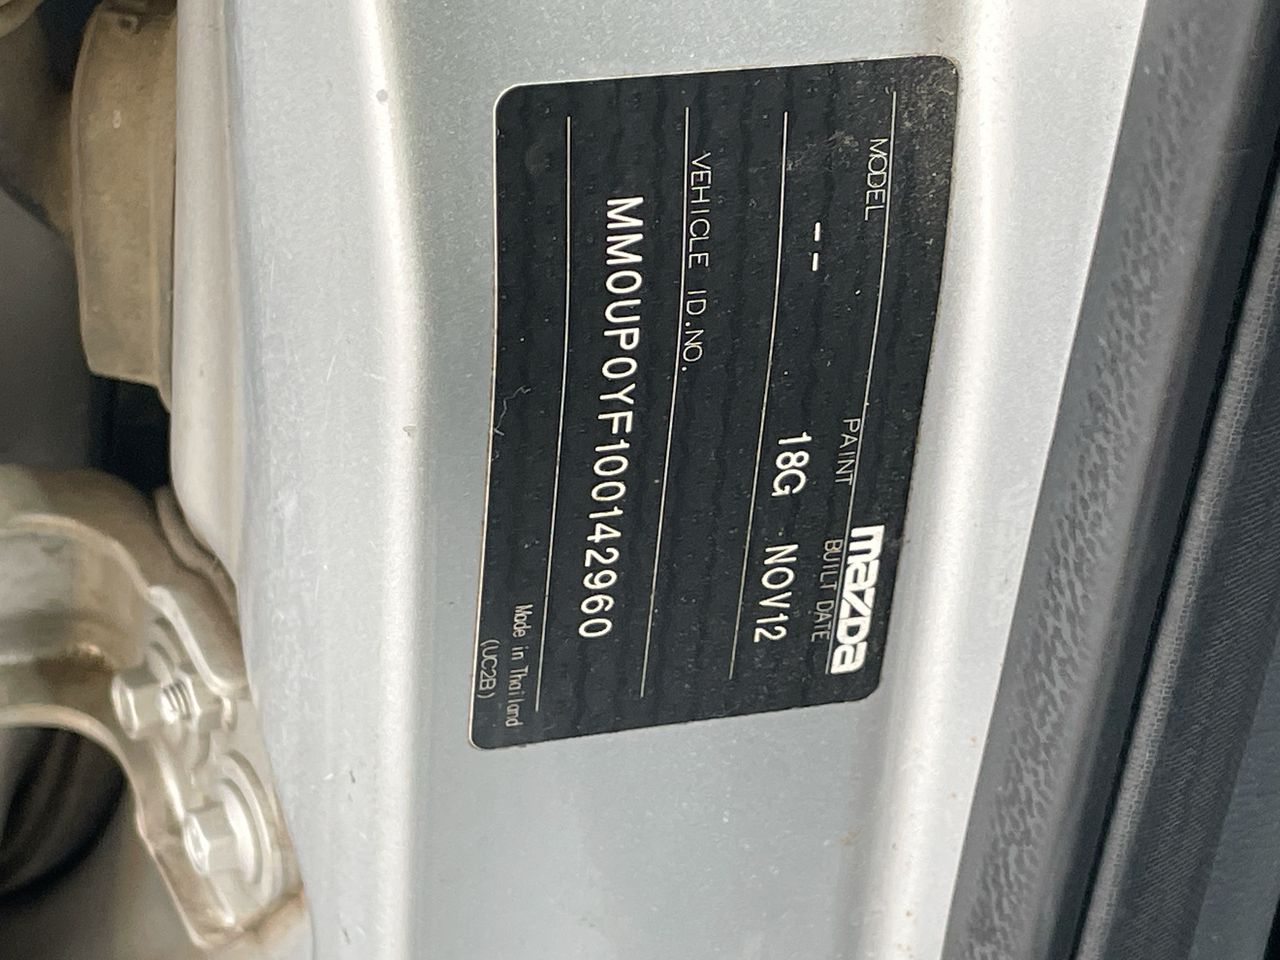 mazda
MODEL PAINT BUILT DATE
-- 18G NOV12
VEHICLE ID.NO.
MM0UP0YF100142960
Made in Thailand
(UC2B)